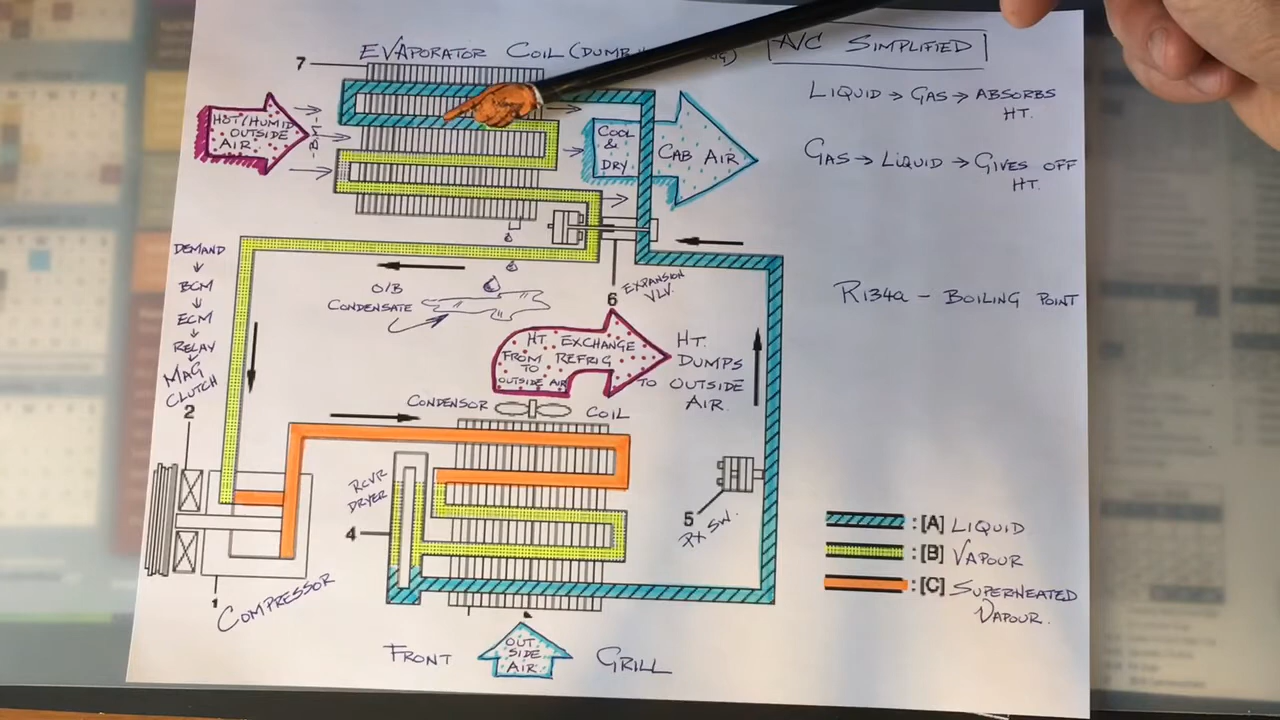 EVAPORATOR COIL (DUMB
A/C SIMPLIFIED
7
LIQUID → GAS → ABSORBS
HT.
GAS → LIQUID → GIVES OFF
HT.
R134a – BOILING POINT
HOT/HUMID
OUTSIDE
AIR
COOL
&
DRY
CAB AIR
DEMAND
↓
BCM
↓
ECM
↓
RELAY
↓
MAG
CLUTCH
2
O/B
CONDENSATE
6
EXPANSION
VLV.
HT. EXCHANGE
FROM REFRIG
TO
OUTSIDE AIR
HT.
DUMPS
TO OUTSIDE
AIR.
CONDENSOR COIL
RCVR
DRYER
4
5
1
COMPRESSOR
: [A] LIQUID
: [B] VAPOUR
: [C] SUPERHEATED
VAPOUR.
FRONT GRILL
OUT
SIDE
AIR